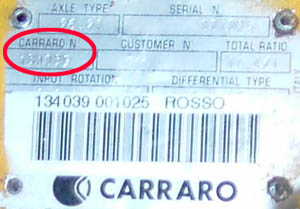 AXLE TYPE SERIAL N
CARRARO N CUSTOMER N TOTAL RATIO
INPUT ROTATION DIFFERENTIAL TYPE
134039 001025 ROSSO
CARRARO